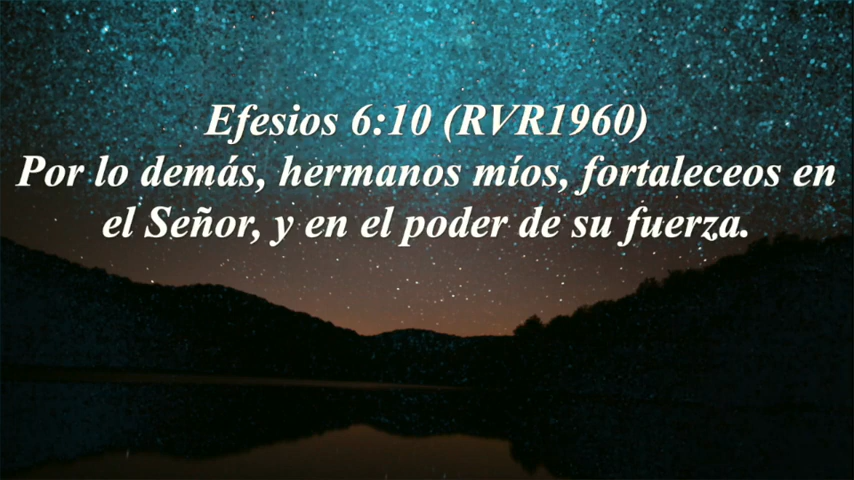 Efesios 6:10 (RVR1960)
Por lo demás, hermanos míos, fortaleceos en
el Señor, y en el poder de su fuerza.